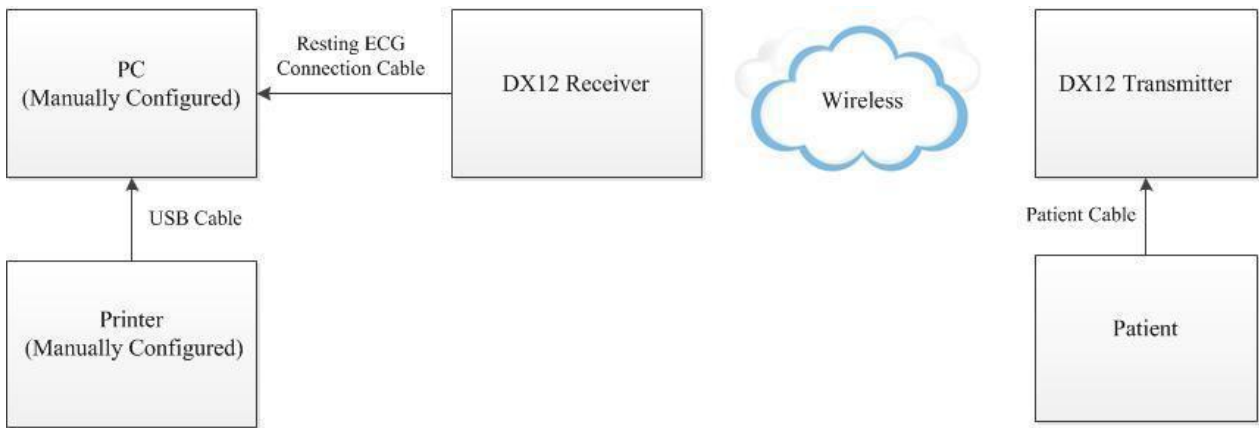 PC
(Manually Configured)
Resting ECG
Connection Cable
DX12 Receiver
Wireless
DX12 Transmitter
USB Cable
Patient Cable
Printer
(Manually Configured)
Patient